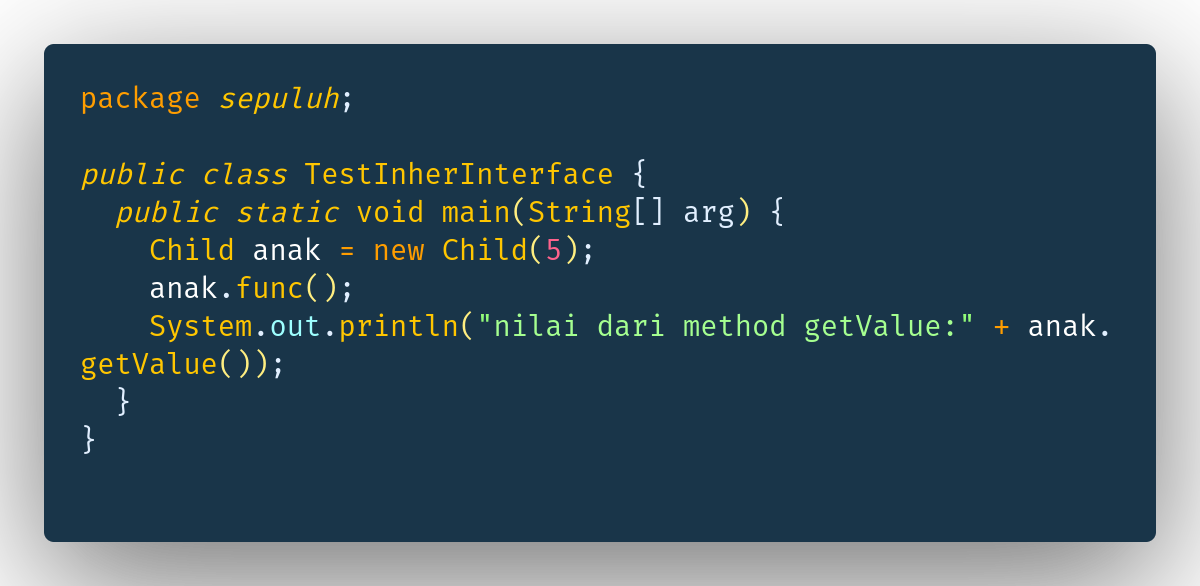 package sepuluh;
public class TestInherInterface {
  public static void main(String[] arg) {
    Child anak = new Child(5);
    anak.func();
    System.out.println("nilai dari method getValue:" + anak.
getValue());
  }
}